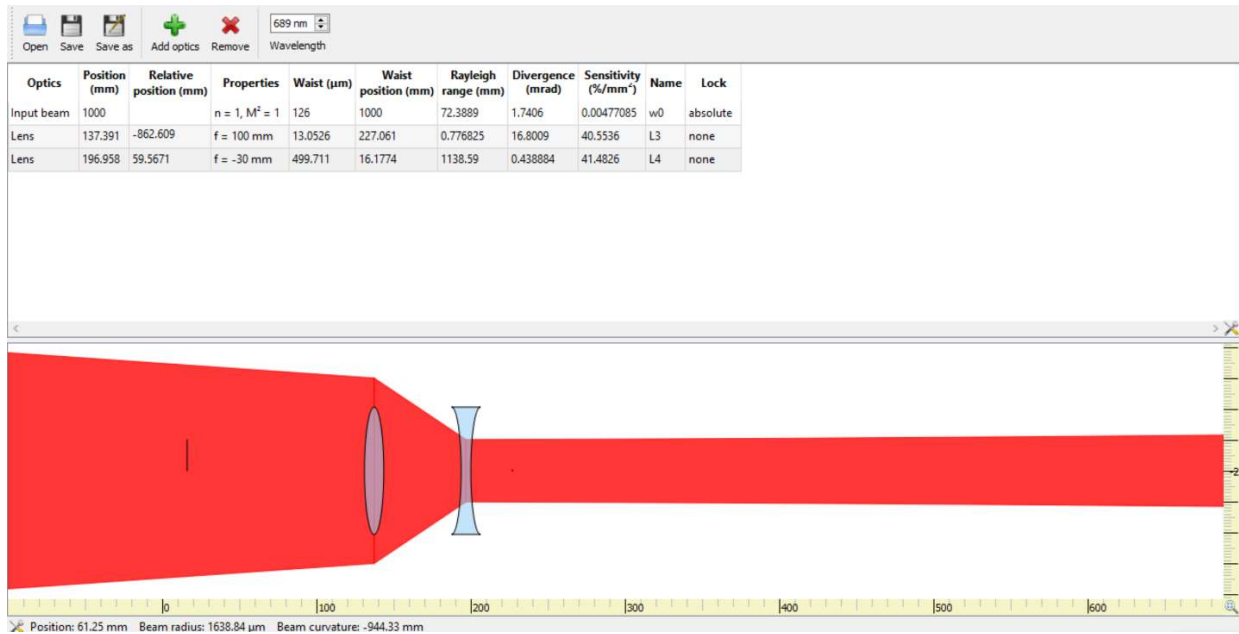 689 nm
Open Save Save as Add optics Remove Wavelength
Optics Position (mm) Relative position (mm) Properties Waist (μm) Waist position (mm) Rayleigh range (mm) Divergence (mrad) Sensitivity (%/mm²) Name Lock
Input beam 1000 n = 1, M² = 1 126 1000 72.3889 1.7406 0.00477085 w0 absolute
Lens 137.391 -862.609 f = 100 mm 13.0526 227.061 0.776825 16.8009 40.5536 L3 none
Lens 196.958 59.5671 f = -30 mm 499.711 16.1774 1138.59 0.438884 41.4826 L4 none
-2
0 100 200 300 400 500 600
Position: 61.25 mm Beam radius: 1638.84 μm Beam curvature: -944.33 mm